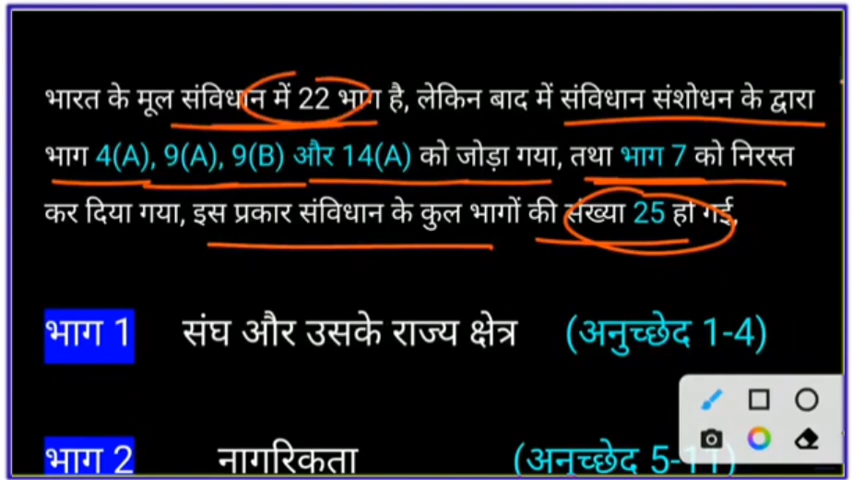 भारत के मूल संविधान में 22 भाग है, लेकिन बाद में संविधान संशोधन के द्वारा
भाग 4(A), 9(A), 9(B) और 14(A) को जोड़ा गया, तथा भाग 7 को निरस्त
कर दिया गया, इस प्रकार संविधान के कुल भागों की संख्या 25 हो गई,
भाग 1 संघ और उसके राज्य क्षेत्र (अनुच्छेद 1-4)
भाग 2 नागरिकता (अनुच्छेद 5-11)